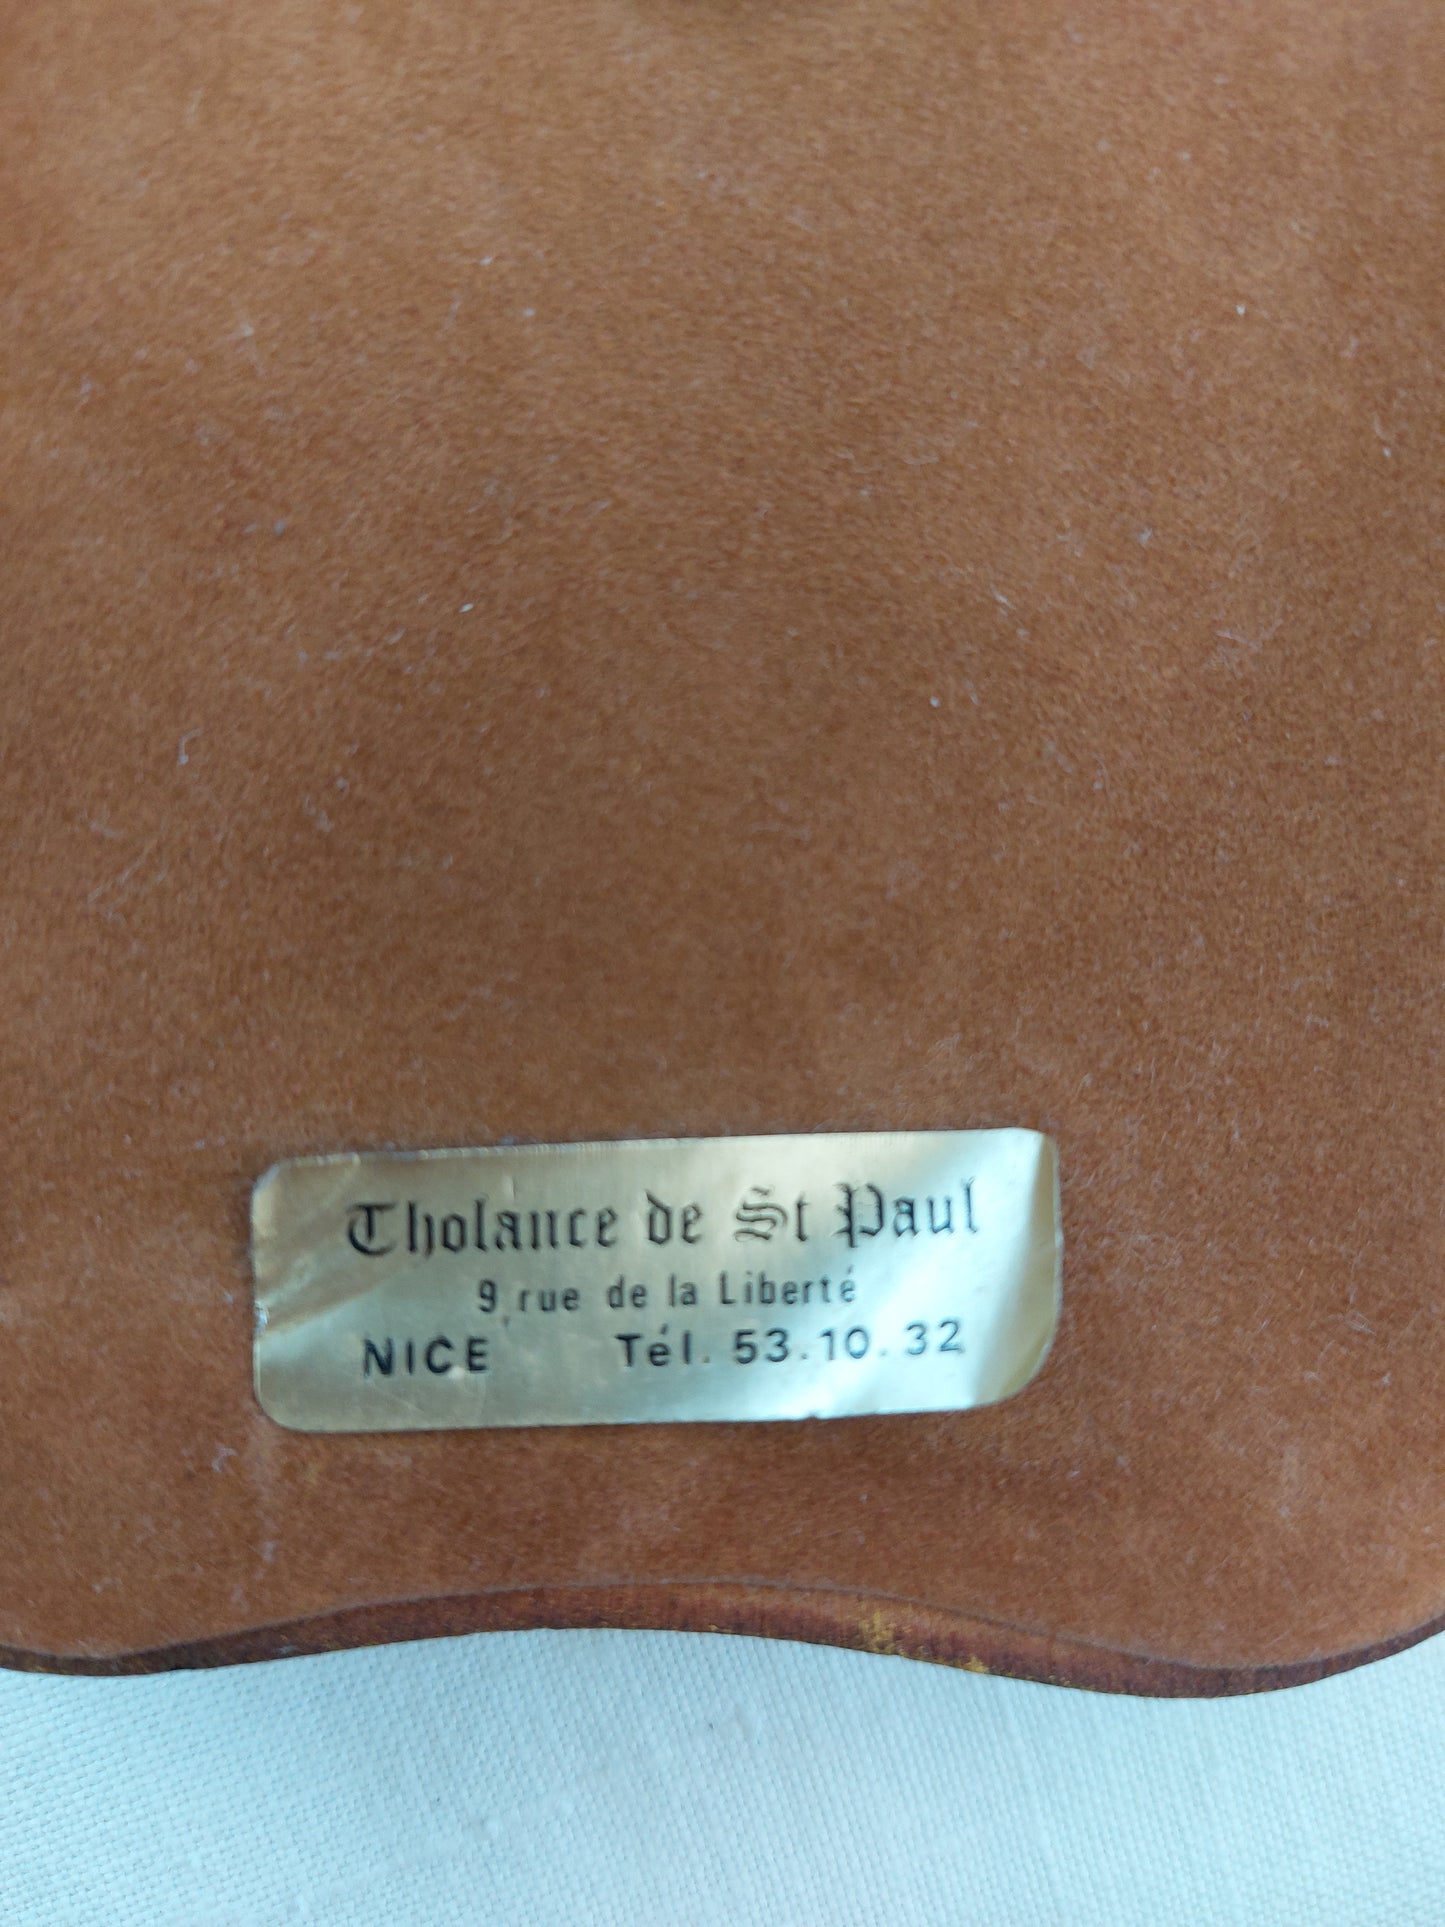 Tholance de St Paul
9, rue de la Liberté
NICE Tél. 53.10.32